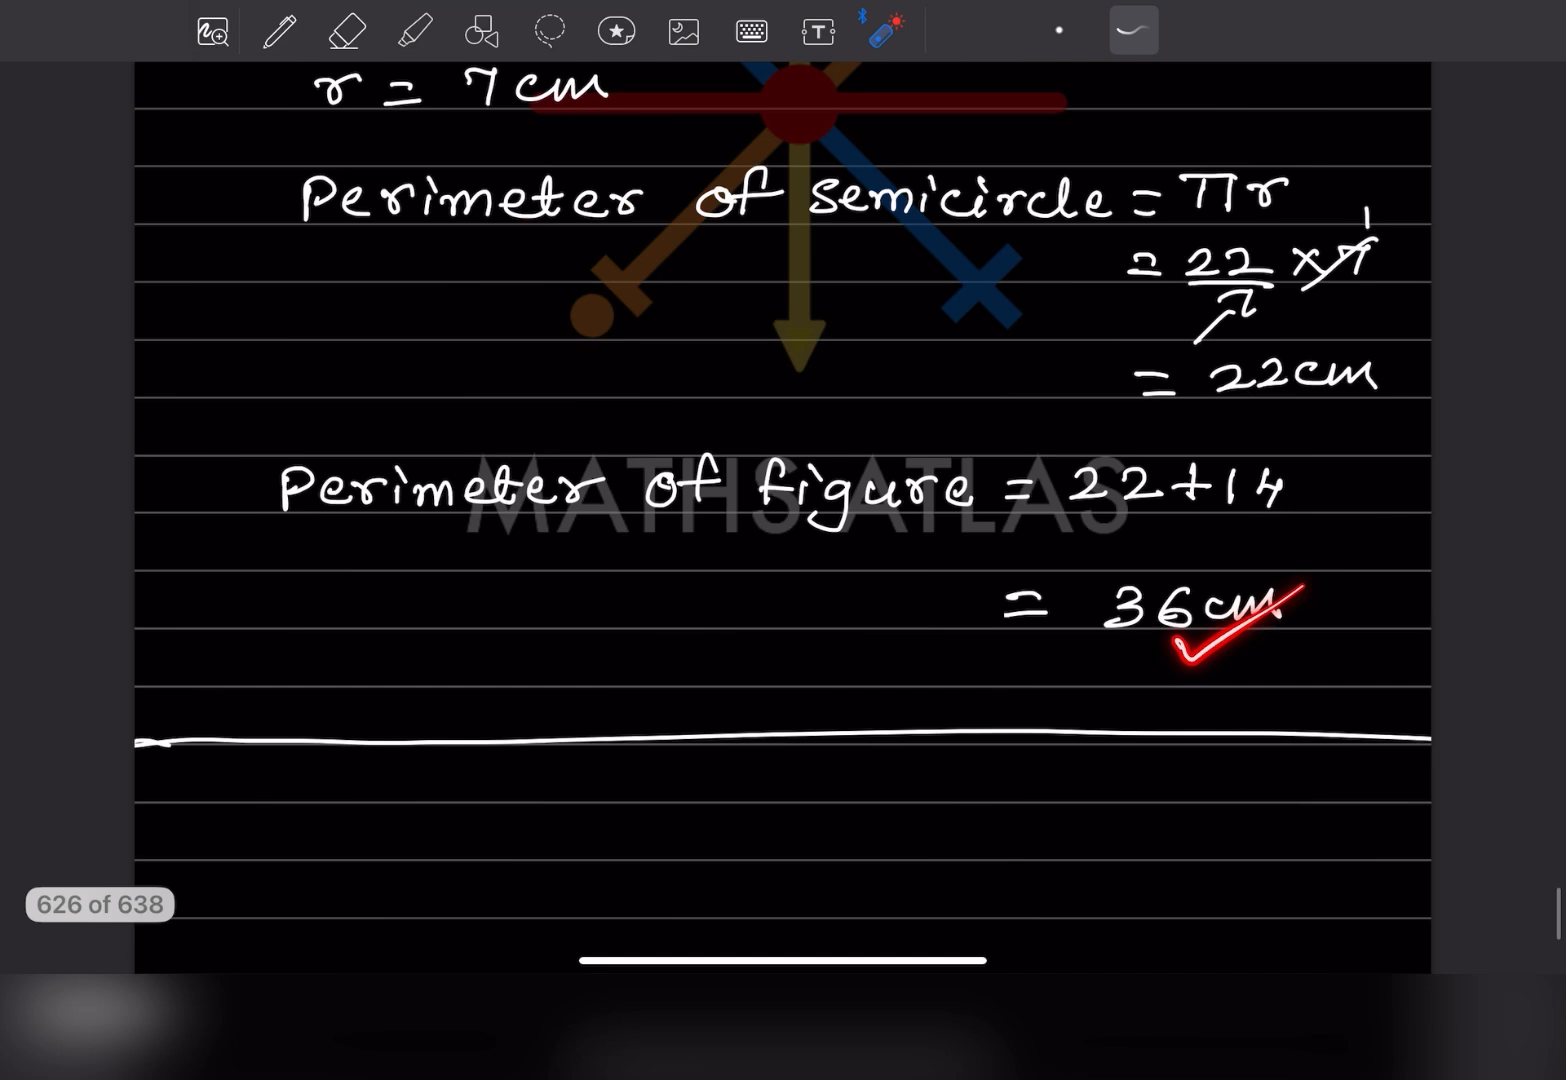 r = 7 cm
Perimeter of semicircle = πr
1
= 22/7 × 7
= 22 cm
Perimeter of figure = 22 + 14
MATHS ATLAS
= 36 cm
626 of 638